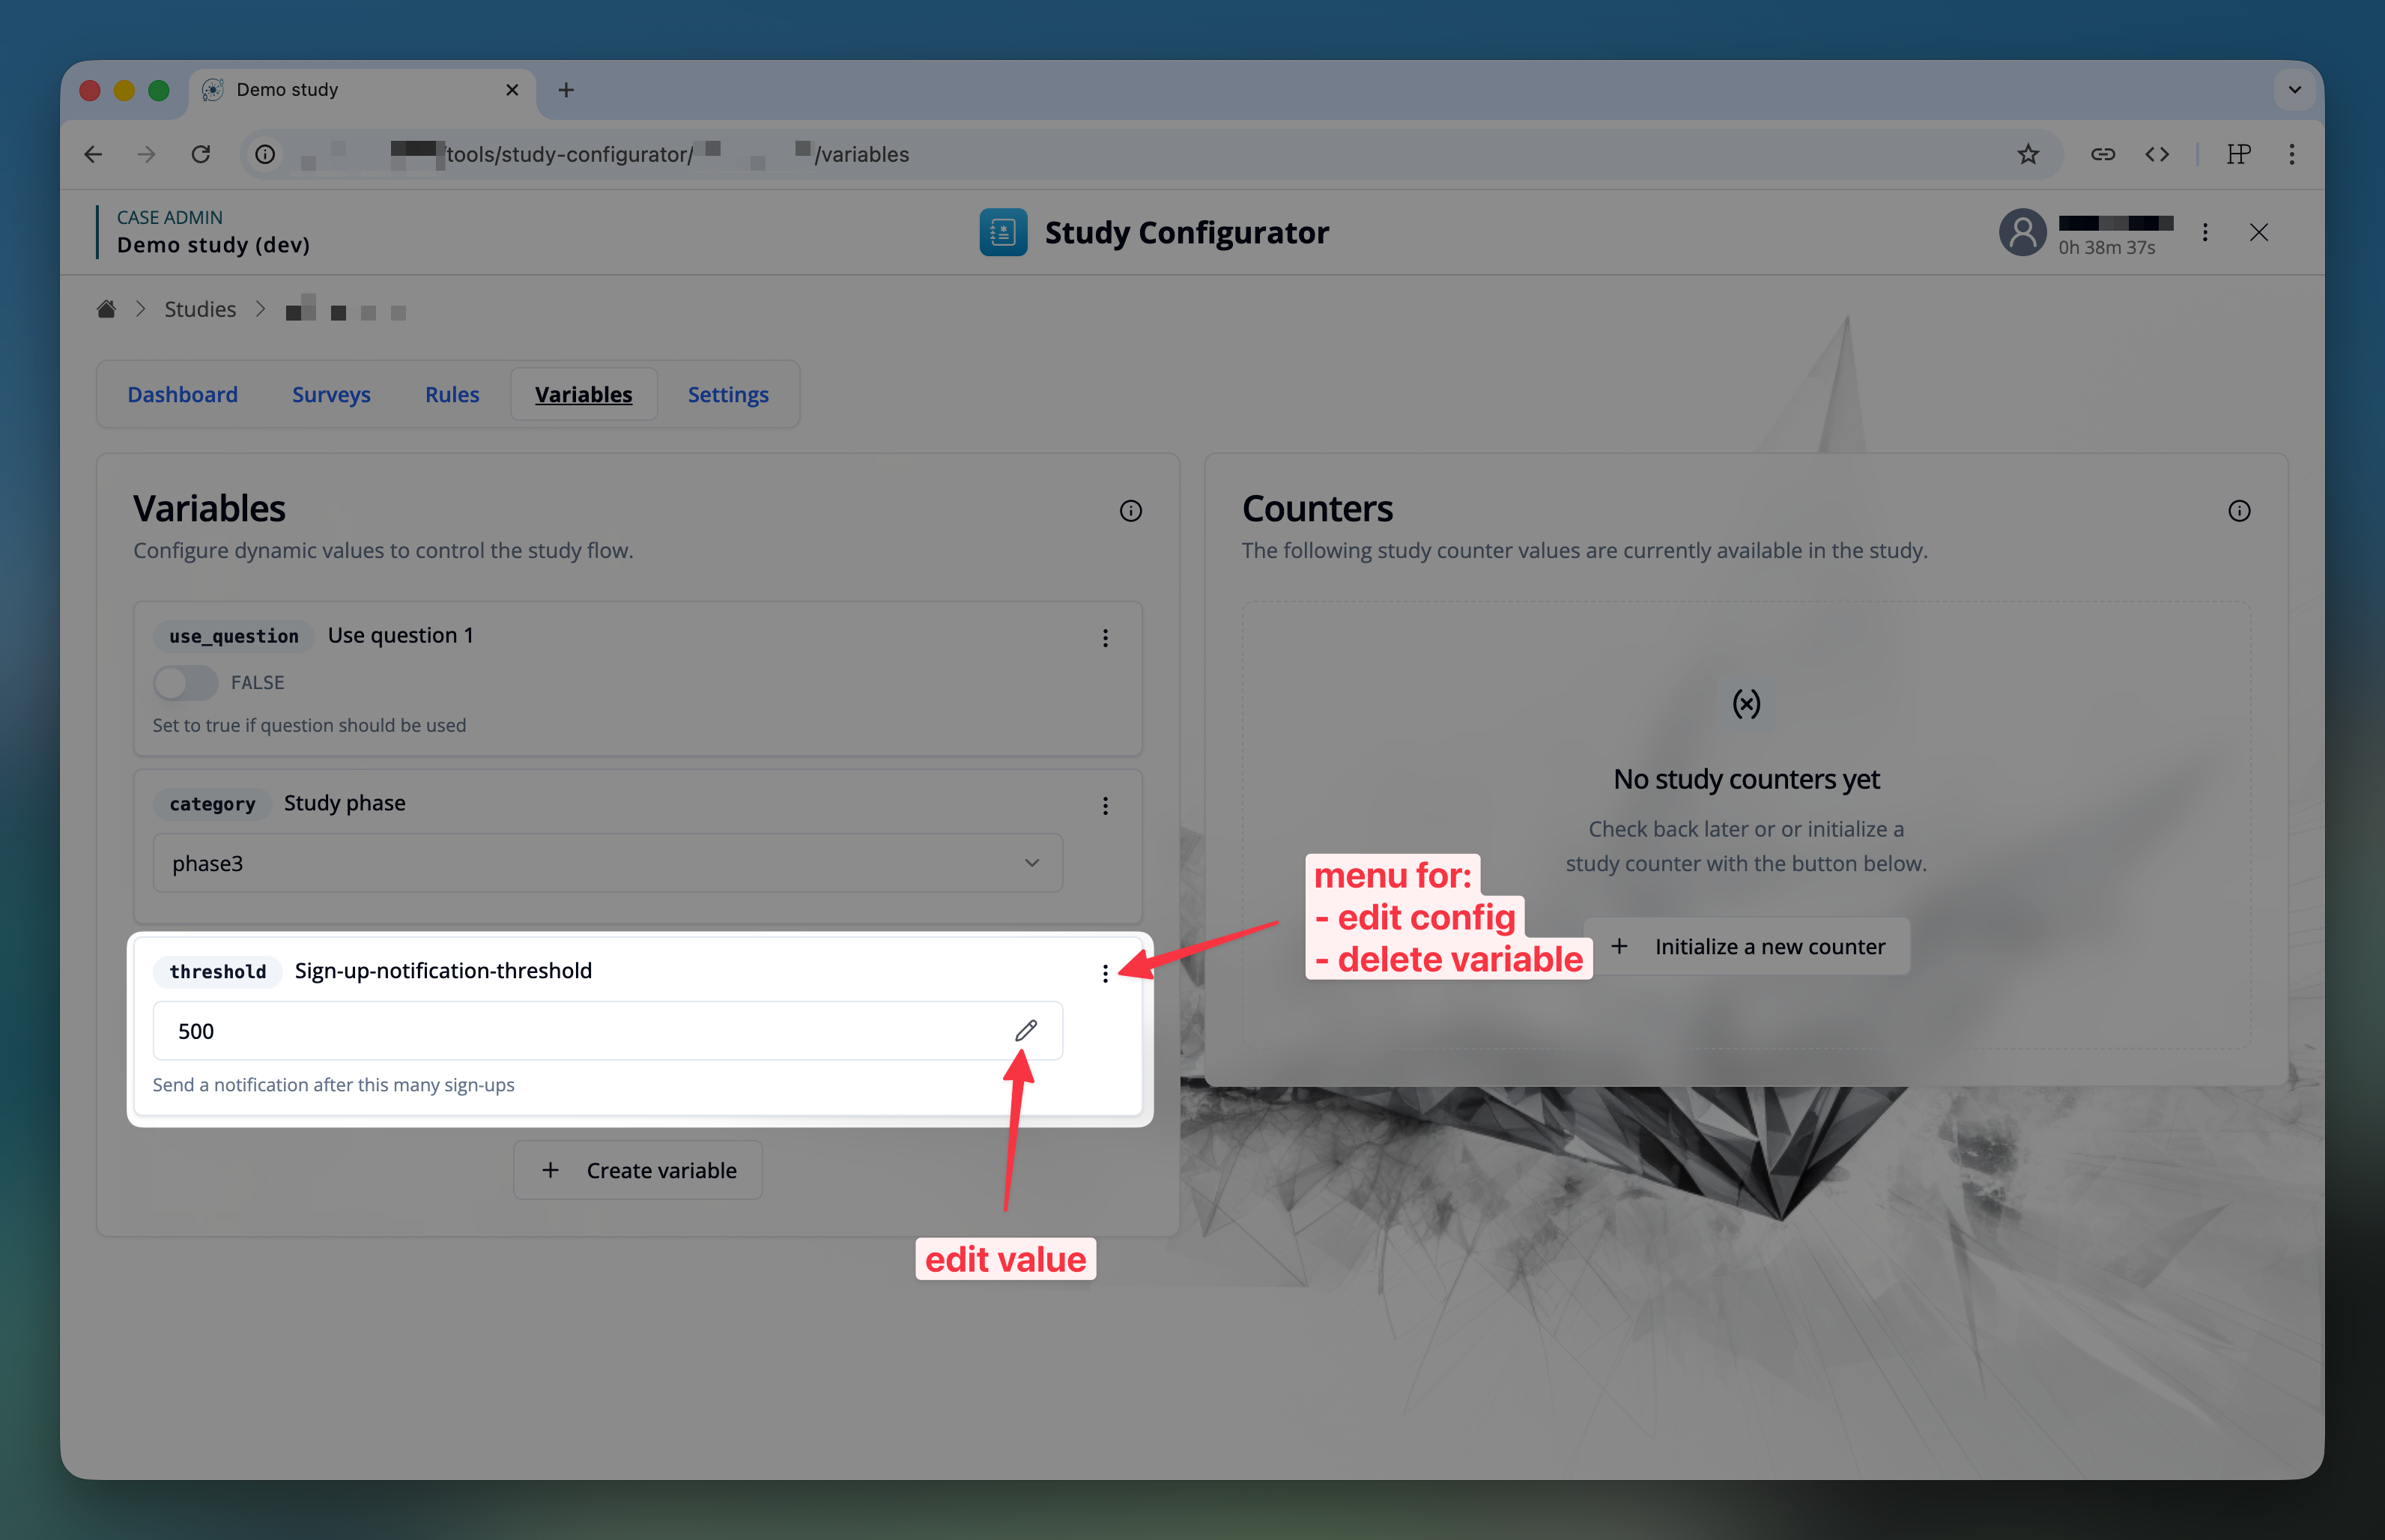 Demo study
/tools/study-configurator/ /variables
CASE ADMIN
Demo study (dev)
Study Configurator
0h 38m 37s
Studies
Dashboard
Surveys
Rules
Variables
Settings
Variables
Configure dynamic values to control the study flow.
use_question Use question 1
FALSE
Set to true if question should be used
category Study phase
phase3
threshold Sign-up-notification-threshold
500
Send a notification after this many sign-ups
Create variable
edit value
Counters
The following study counter values are currently available in the study.
No study counters yet
Check back later or or initialize a
study counter with the button below.
Initialize a new counter
menu for:
- edit config
- delete variable